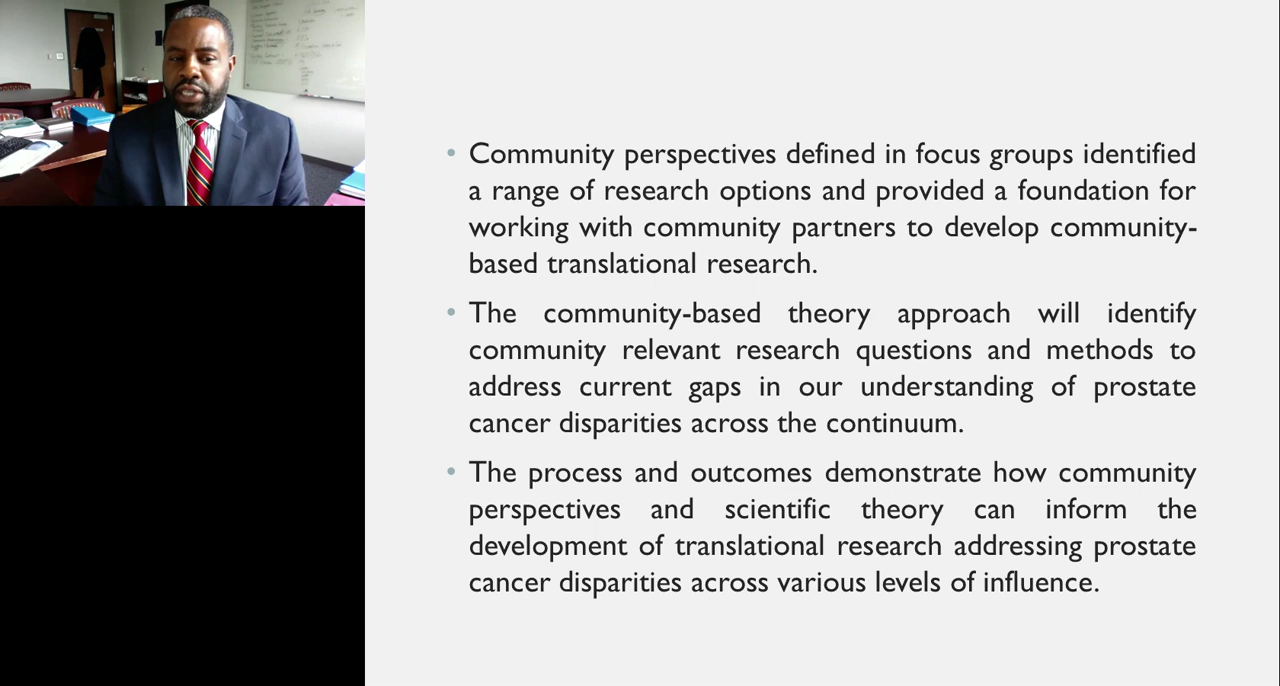 • Community perspectives defined in focus groups identified
a range of research options and provided a foundation for
working with community partners to develop community-
based translational research.
• The community-based theory approach will identify
community relevant research questions and methods to
address current gaps in our understanding of prostate
cancer disparities across the continuum.
• The process and outcomes demonstrate how community
perspectives and scientific theory can inform the
development of translational research addressing prostate
cancer disparities across various levels of influence.